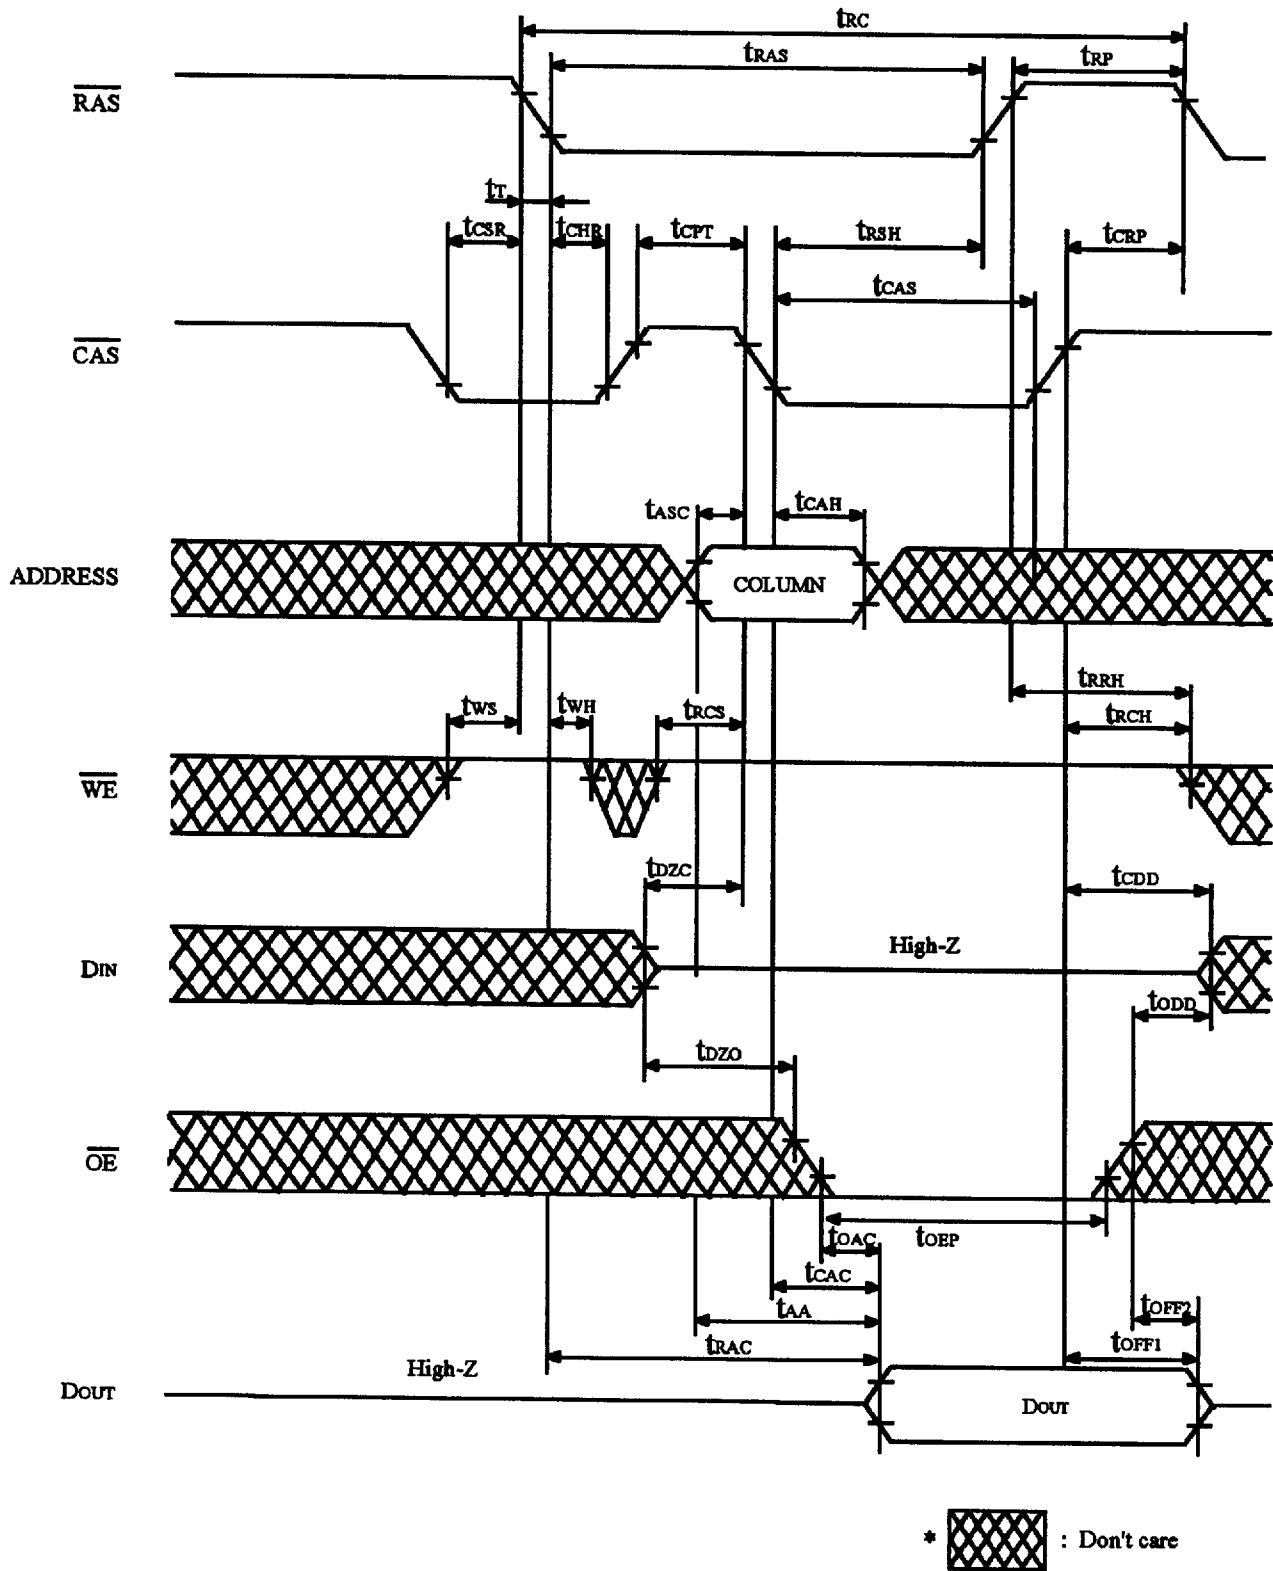 tRC
tRAS
tRP
RAS
tT
tCSR
tCHR
tCPT
tRSH
tCRP
tCAS
CAS
tASC
tCAH
ADDRESS
COLUMN
tRRH
tWS
tWH
tRCS
tRCH
WE
tDZC
tCDD
DIN
High-Z
tODD
tDZO
OE
tOAC
tOEP
tCAC
tAA
tOFF2
tRAC
tOFF1
High-Z
DOUT
DOUT
* : Don't care